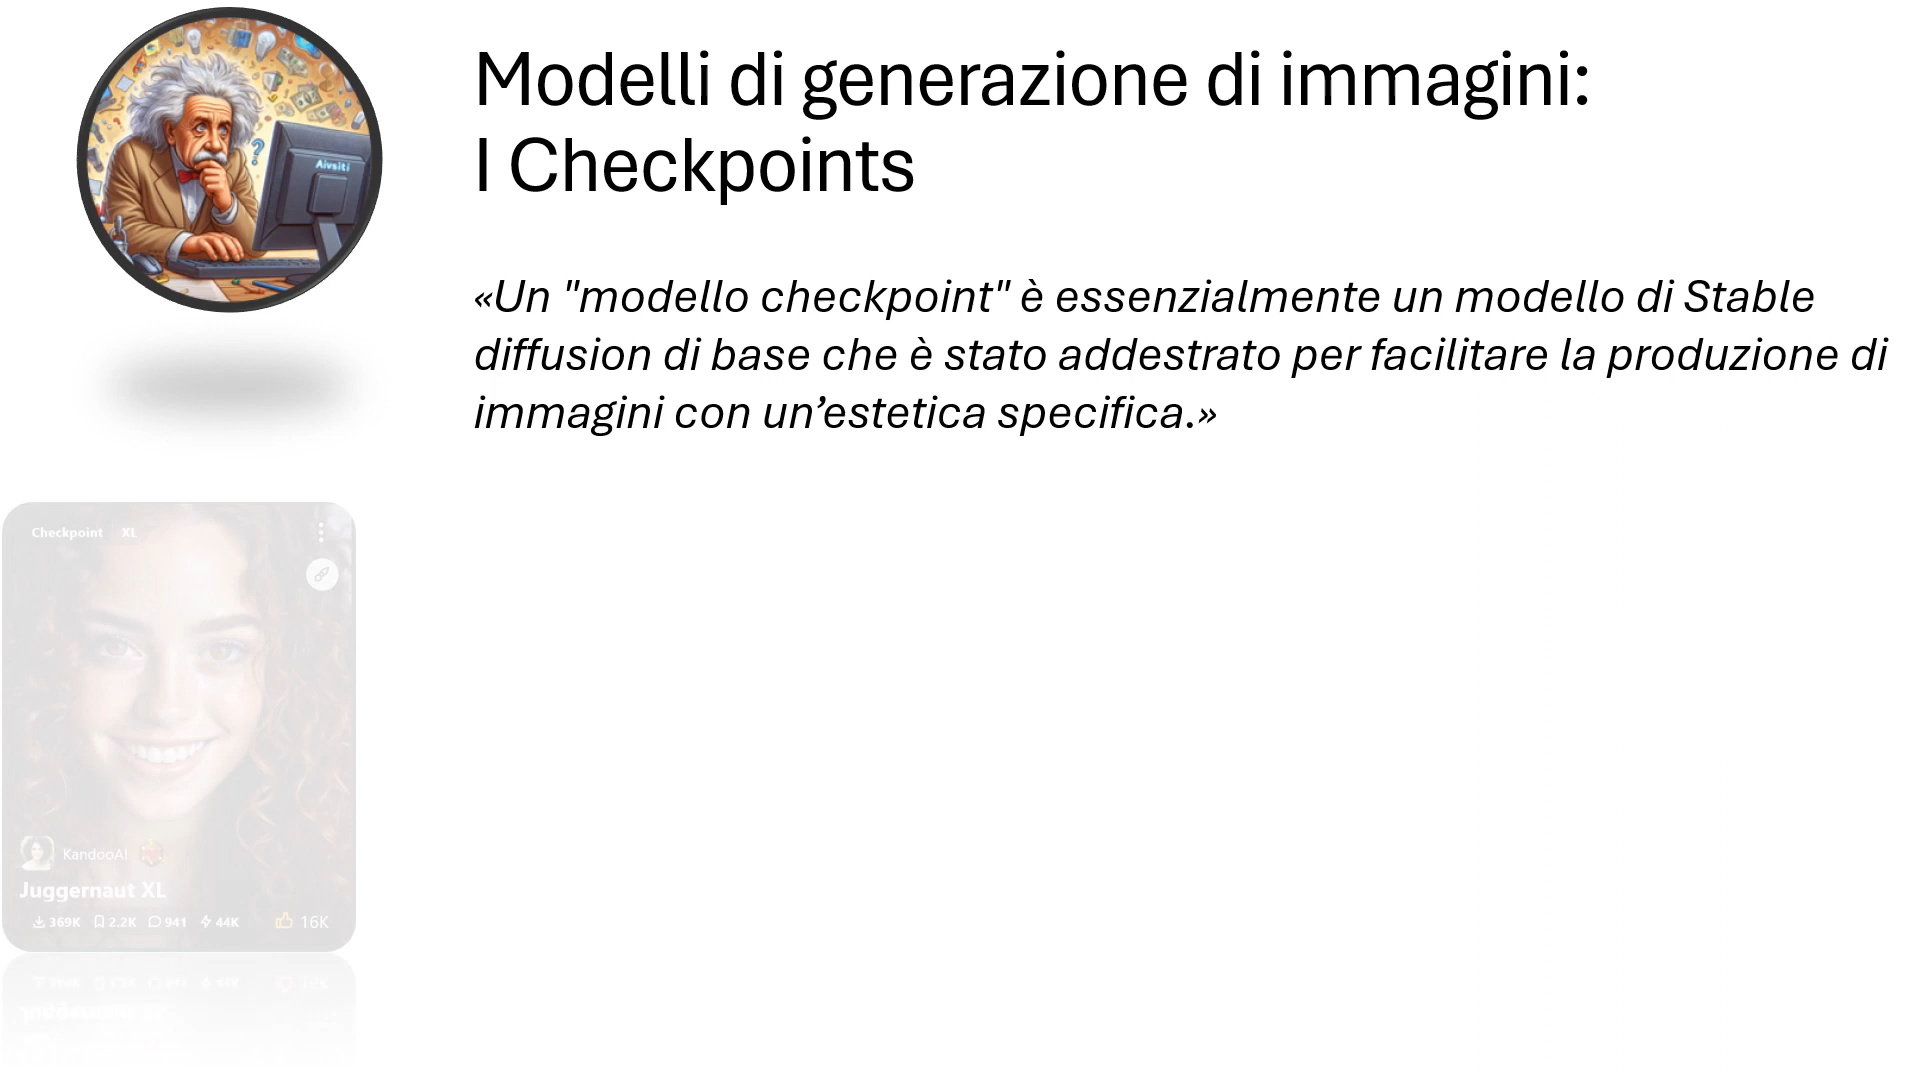 Aivsiti
Modelli di generazione di immagini:
I Checkpoints
«Un "modello checkpoint" è essenzialmente un modello di Stable
diffusion di base che è stato addestrato per facilitare la produzione di
immagini con un’estetica specifica.»
Checkpoint XL
KandooAI
Juggernaut XL
369K 2.2K 941 44K 16K